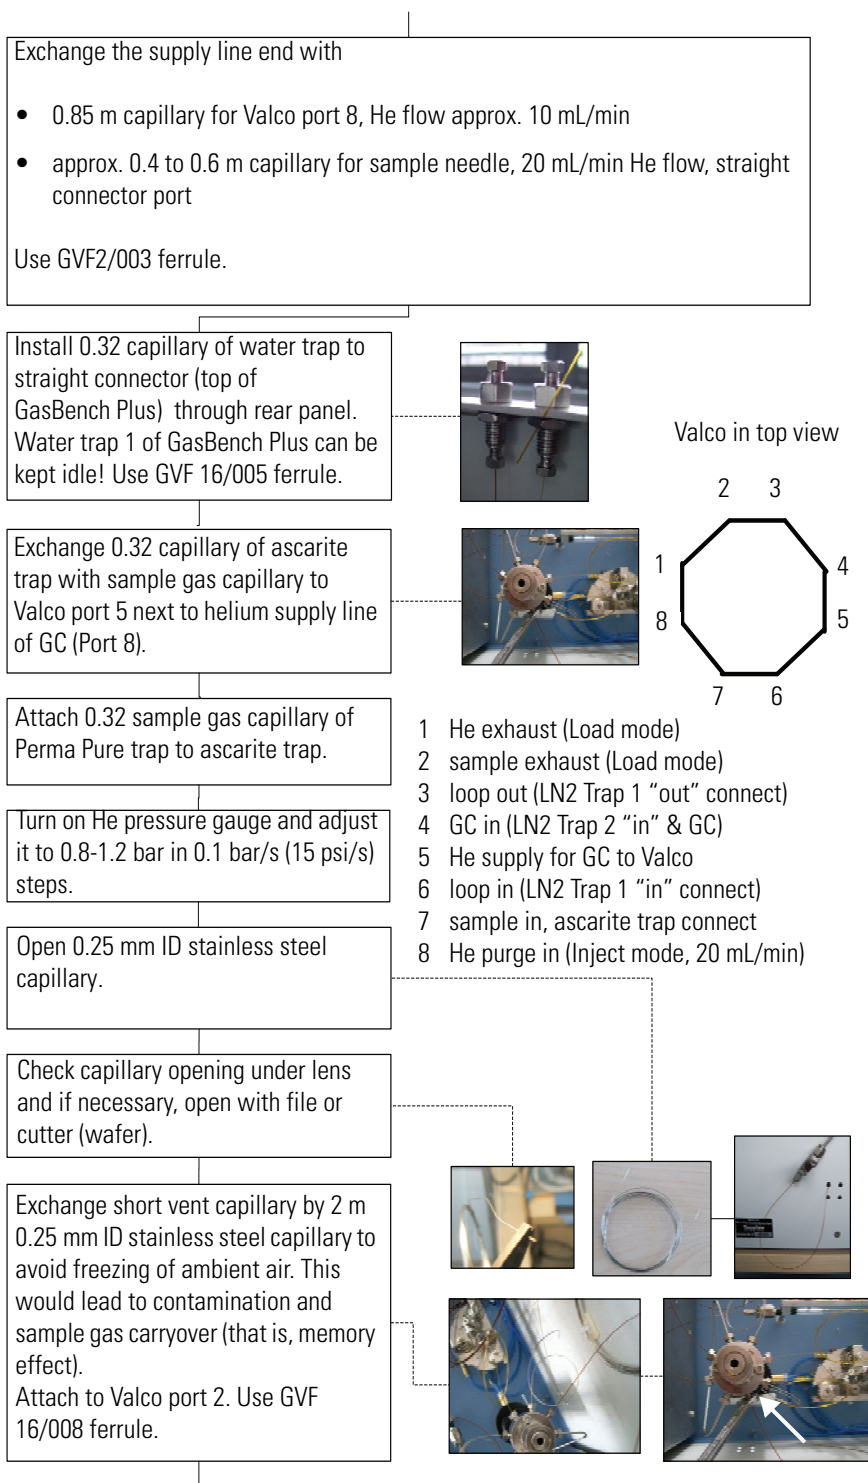 Exchange the supply line end with
• 0.85 m capillary for Valco port 8, He flow approx. 10 mL/min
• approx. 0.4 to 0.6 m capillary for sample needle, 20 mL/min He flow, straight
connector port
Use GVF2/003 ferrule.
Install 0.32 capillary of water trap to
straight connector (top of
GasBench Plus) through rear panel.
Water trap 1 of GasBench Plus can be
kept idle! Use GVF 16/005 ferrule.
Exchange 0.32 capillary of ascarite
trap with sample gas capillary to
Valco port 5 next to helium supply line
of GC (Port 8).
Attach 0.32 sample gas capillary of
Perma Pure trap to ascarite trap.
Turn on He pressure gauge and adjust
it to 0.8-1.2 bar in 0.1 bar/s (15 psi/s)
steps.
Open 0.25 mm ID stainless steel
capillary.
Check capillary opening under lens
and if necessary, open with file or
cutter (wafer).
Exchange short vent capillary by 2 m
0.25 mm ID stainless steel capillary to
avoid freezing of ambient air. This
would lead to contamination and
sample gas carryover (that is, memory
effect).
Attach to Valco port 2. Use GVF
16/008 ferrule.
Valco in top view
2 3
1 4
8 5
7 6
1 He exhaust (Load mode)
2 sample exhaust (Load mode)
3 loop out (LN2 Trap 1 “out” connect)
4 GC in (LN2 Trap 2 “in” & GC)
5 He supply for GC to Valco
6 loop in (LN2 Trap 1 “in” connect)
7 sample in, ascarite trap connect
8 He purge in (Inject mode, 20 mL/min)